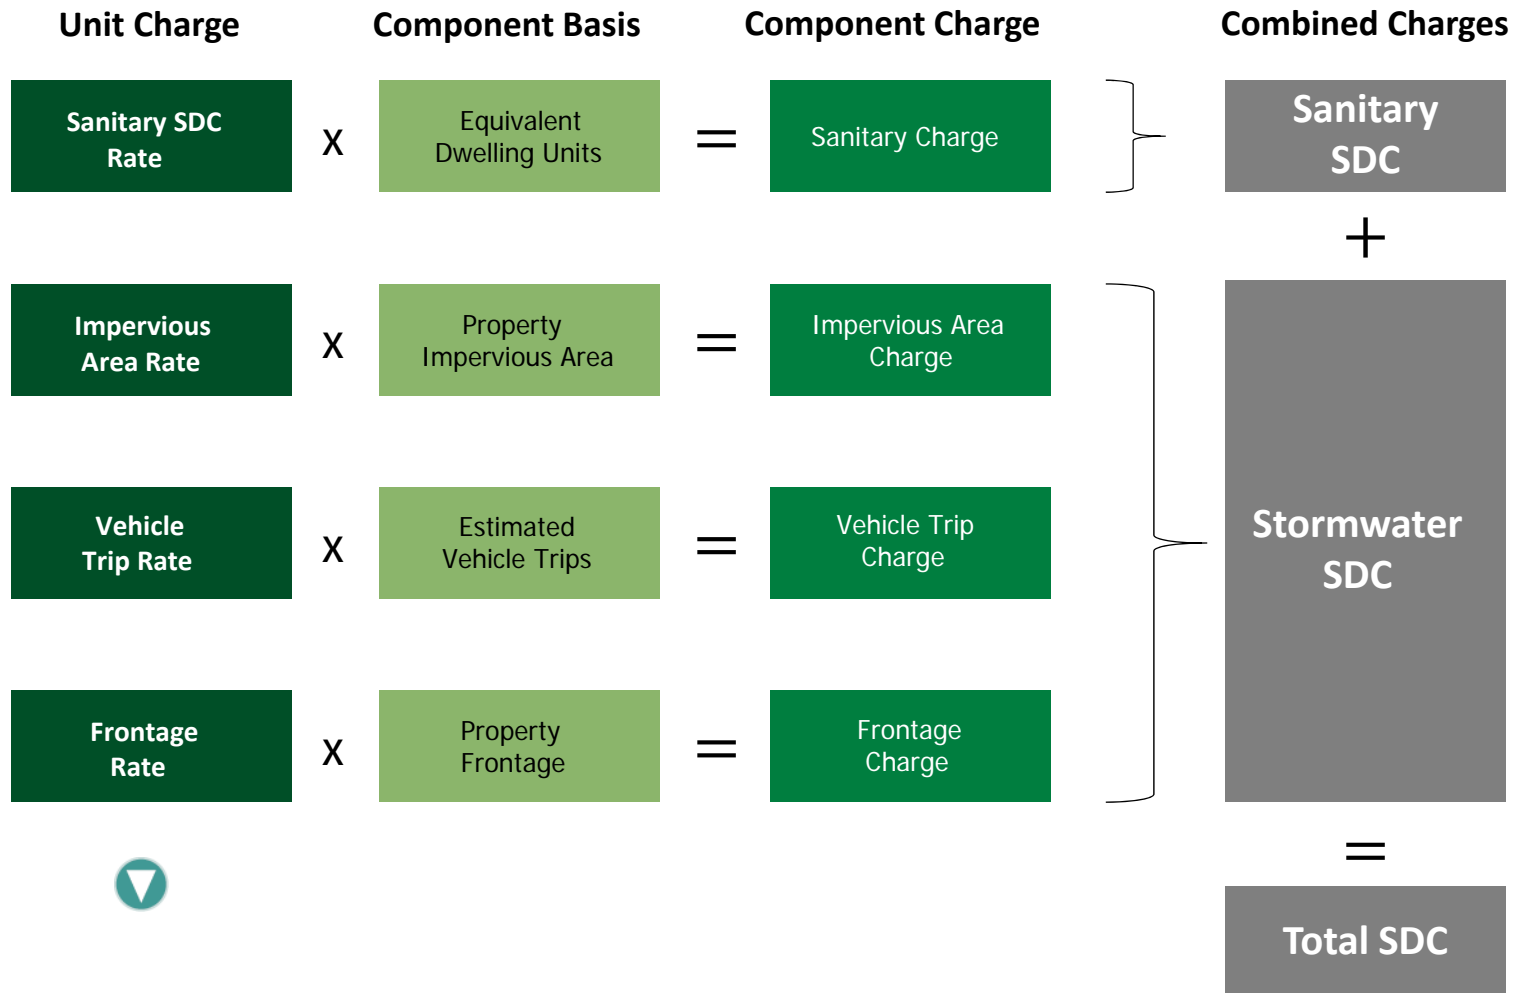 Unit Charge
Component Basis
Component Charge
Combined Charges
Sanitary SDC
Rate
x
Equivalent
Dwelling Units
=
Sanitary Charge
Sanitary
SDC
+
Impervious
Area Rate
x
Property
Impervious Area
=
Impervious Area
Charge
Vehicle
Trip Rate
x
Estimated
Vehicle Trips
=
Vehicle Trip
Charge
Stormwater
SDC
Frontage
Rate
x
Property
Frontage
=
Frontage
Charge
=
Total SDC